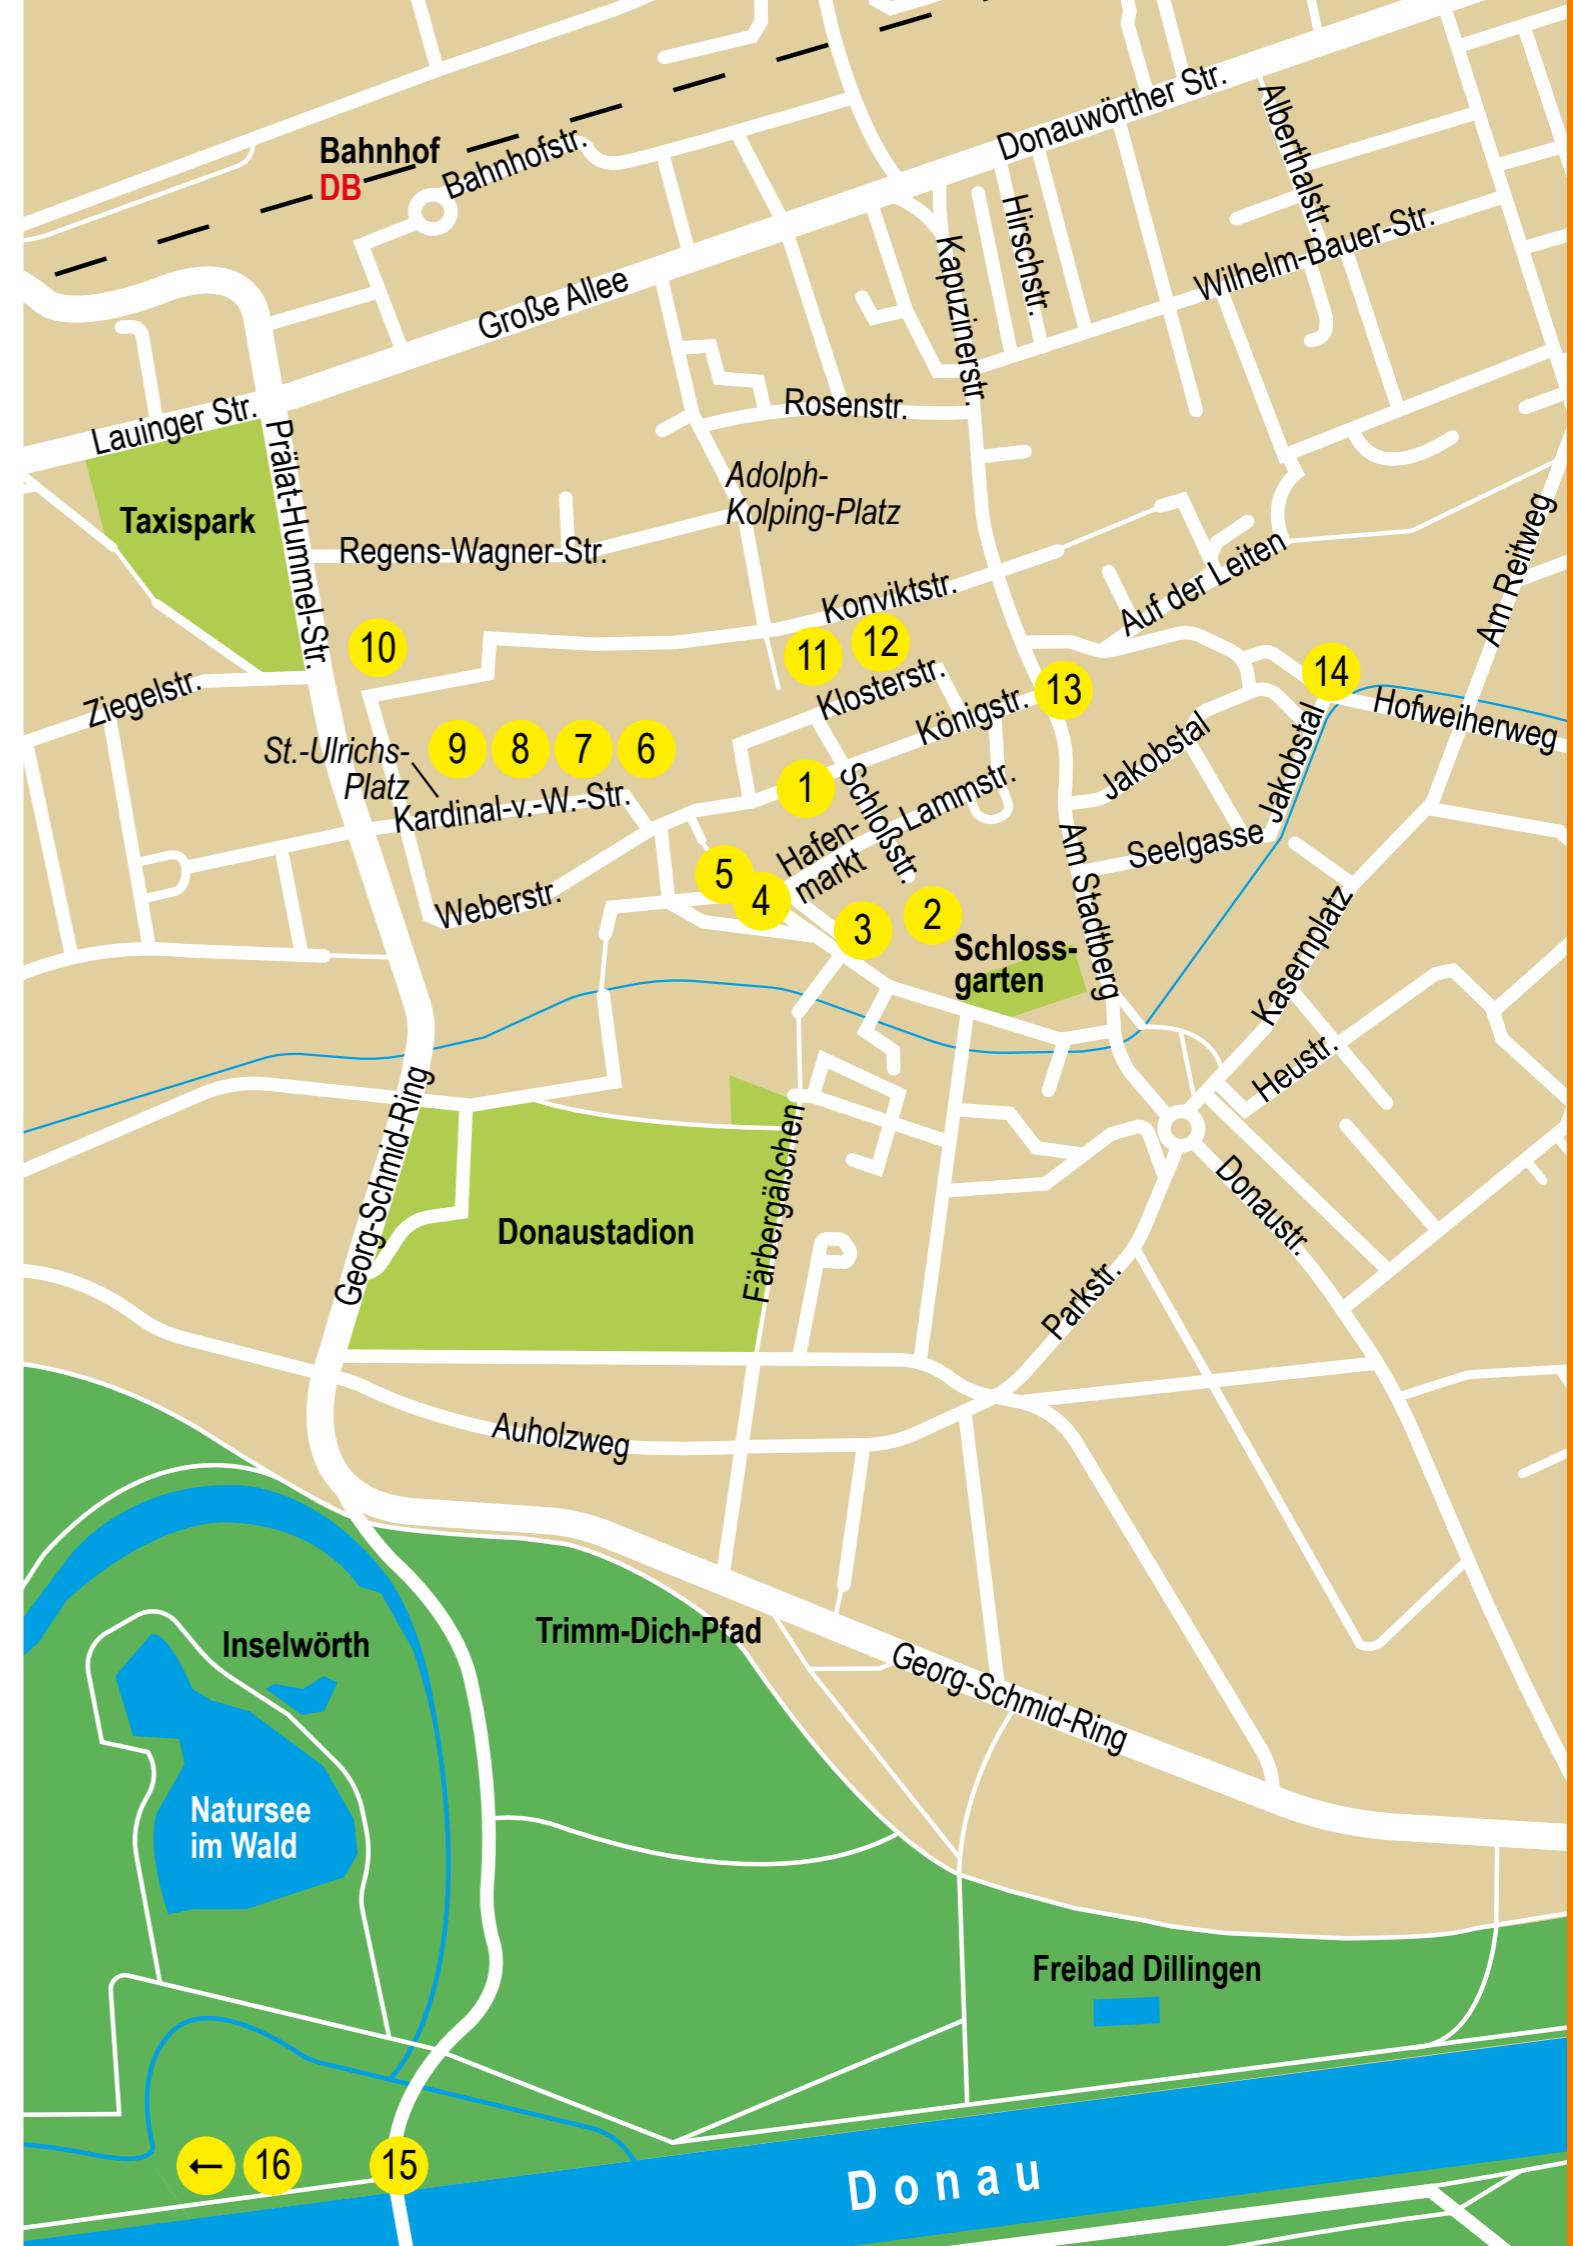 Donauwörther Str.
Albertalstr.
Bahnhof
DB
Bahnhofstr.
Hirschstr.
Wilhelm-Bauer-Str.
Kapuzinerstr.
Große Allee
Lauinger Str.
Rosenstr.
Prälat-Hummel-Str.
Adolph-
Kolping-Platz
Taxispark
Regens-Wagner-Str.
Am Reitweg
Auf der Leiten
Konviktstr.
10
11
12
13
14
Ziegelstr.
Klosterstr.
Königstr.
Hofweiherweg
St.-Ulrichs-
Platz
9
8
7
6
Jakobstal
Jakobstal
1
Schloßstr.
Lammstr.
Kardinal-v.-W.-Str.
Hafen-
markt
Seelgasse
Am Stadtberg
5
4
3
2
Weberstr.
Schloss-
garten
Kasernplatz
Heustr.
Georg-Schmid-Ring
Färbergäßchen
Donaustadion
Donaustr.
Parkstr.
Auholzweg
Trimm-Dich-Pfad
Inselwörth
Georg-Schmid-Ring
Natursee
im Wald
Freibad Dillingen
←
16
15
Donau